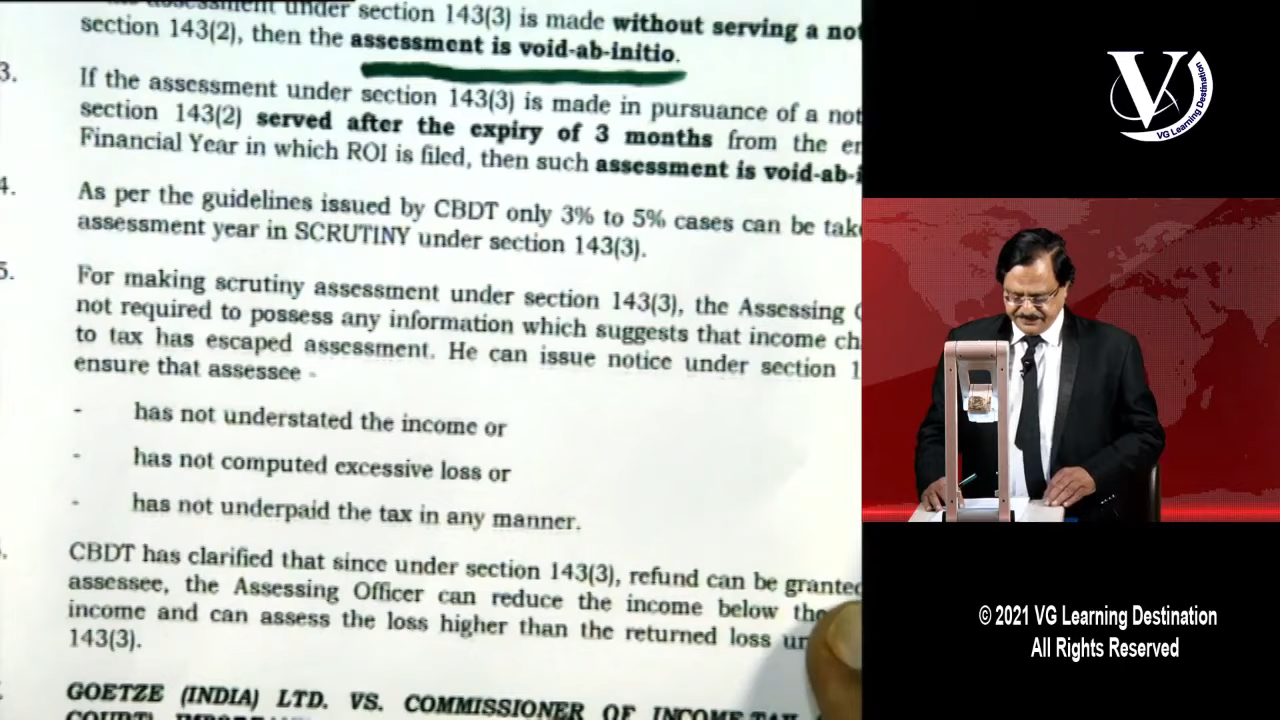 assessment under section 143(3) is made without serving a
section 143(2), then the assessment is void-ab-initio.
3. If the assessment under section 143(3) is made in pursuance of a
section 143(2) served after the expiry of 3 months from the
Financial Year in which ROI is filed, then such assessment is
4. As per the guidelines issued by CBDT only 3% to 5% cases can be
assessment year in SCRUTINY under section 143(3).
5. For making scrutiny assessment under section 143(3), the Assessing
not required to possess any information which suggests that income
to tax has escaped assessment. He can issue notice under section
ensure that assessee -
- has not understated the income or
- has not computed excessive loss or
- has not underpaid the tax in any manner.
CBDT has clarified that since under section 143(3), refund can be granted
assessee, the Assessing Officer can reduce the income below the
income and can assess the loss higher than the returned loss
143(3).
GOETZE (INDIA) LTD. VS. COMMISSIONER OF INCOME-TAX
V
VG Learning Destination
© 2021 VG Learning Destination
All Rights Reserved